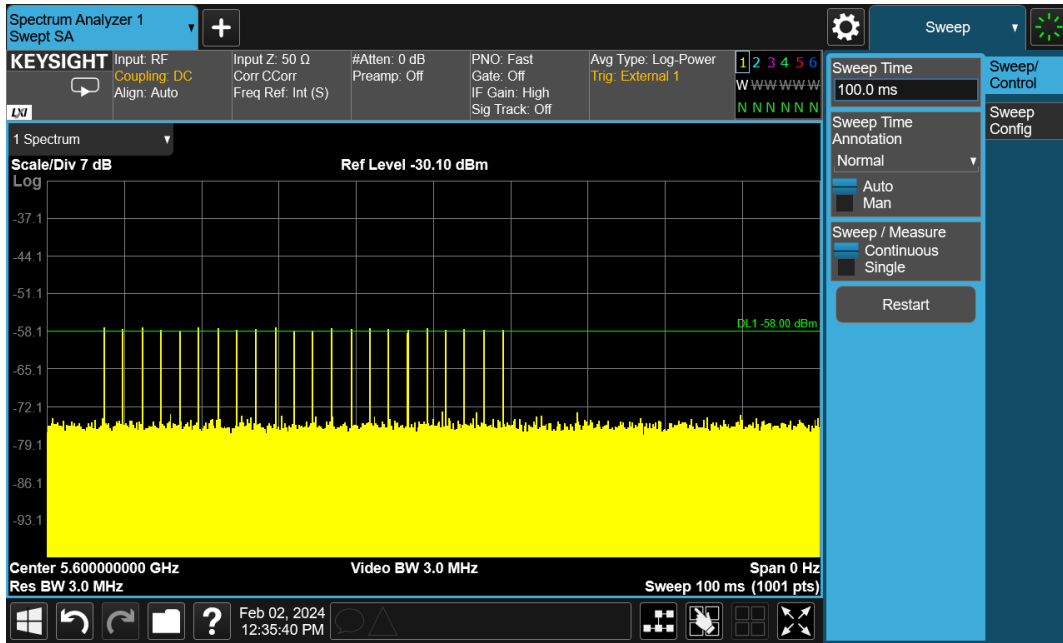 Spectrum Analyzer 1
Swept SA
Sweep
KEYSIGHT
LXI
Input: RF
Coupling: DC
Align: Auto
Input Z: 50 Ω
Corr CCorr
Freq Ref: Int (S)
#Atten: 0 dB
Preamp: Off
PNO: Fast
Gate: Off
IF Gain: High
Sig Track: Off
Avg Type: Log-Power
Trig: External 1
1 2 3 4 5 6
W W W W W W
N N N N N N
1 Spectrum
Scale/Div 7 dB
Ref Level -30.10 dBm
Log
-37.1
-44.1
-51.1
-58.1
DL1 -58.00 dBm
-65.1
-72.1
-79.1
-86.1
-93.1
Center 5.600000000 GHz
Video BW 3.0 MHz
Span 0 Hz
Res BW 3.0 MHz
Sweep 100 ms (1001 pts)
Sweep Time
100.0 ms
Sweep Time
Annotation
Normal
Auto
Man
Sweep / Measure
Continuous
Single
Restart
Sweep/
Control
Sweep
Config
?
Feb 02, 2024
12:35:40 PM